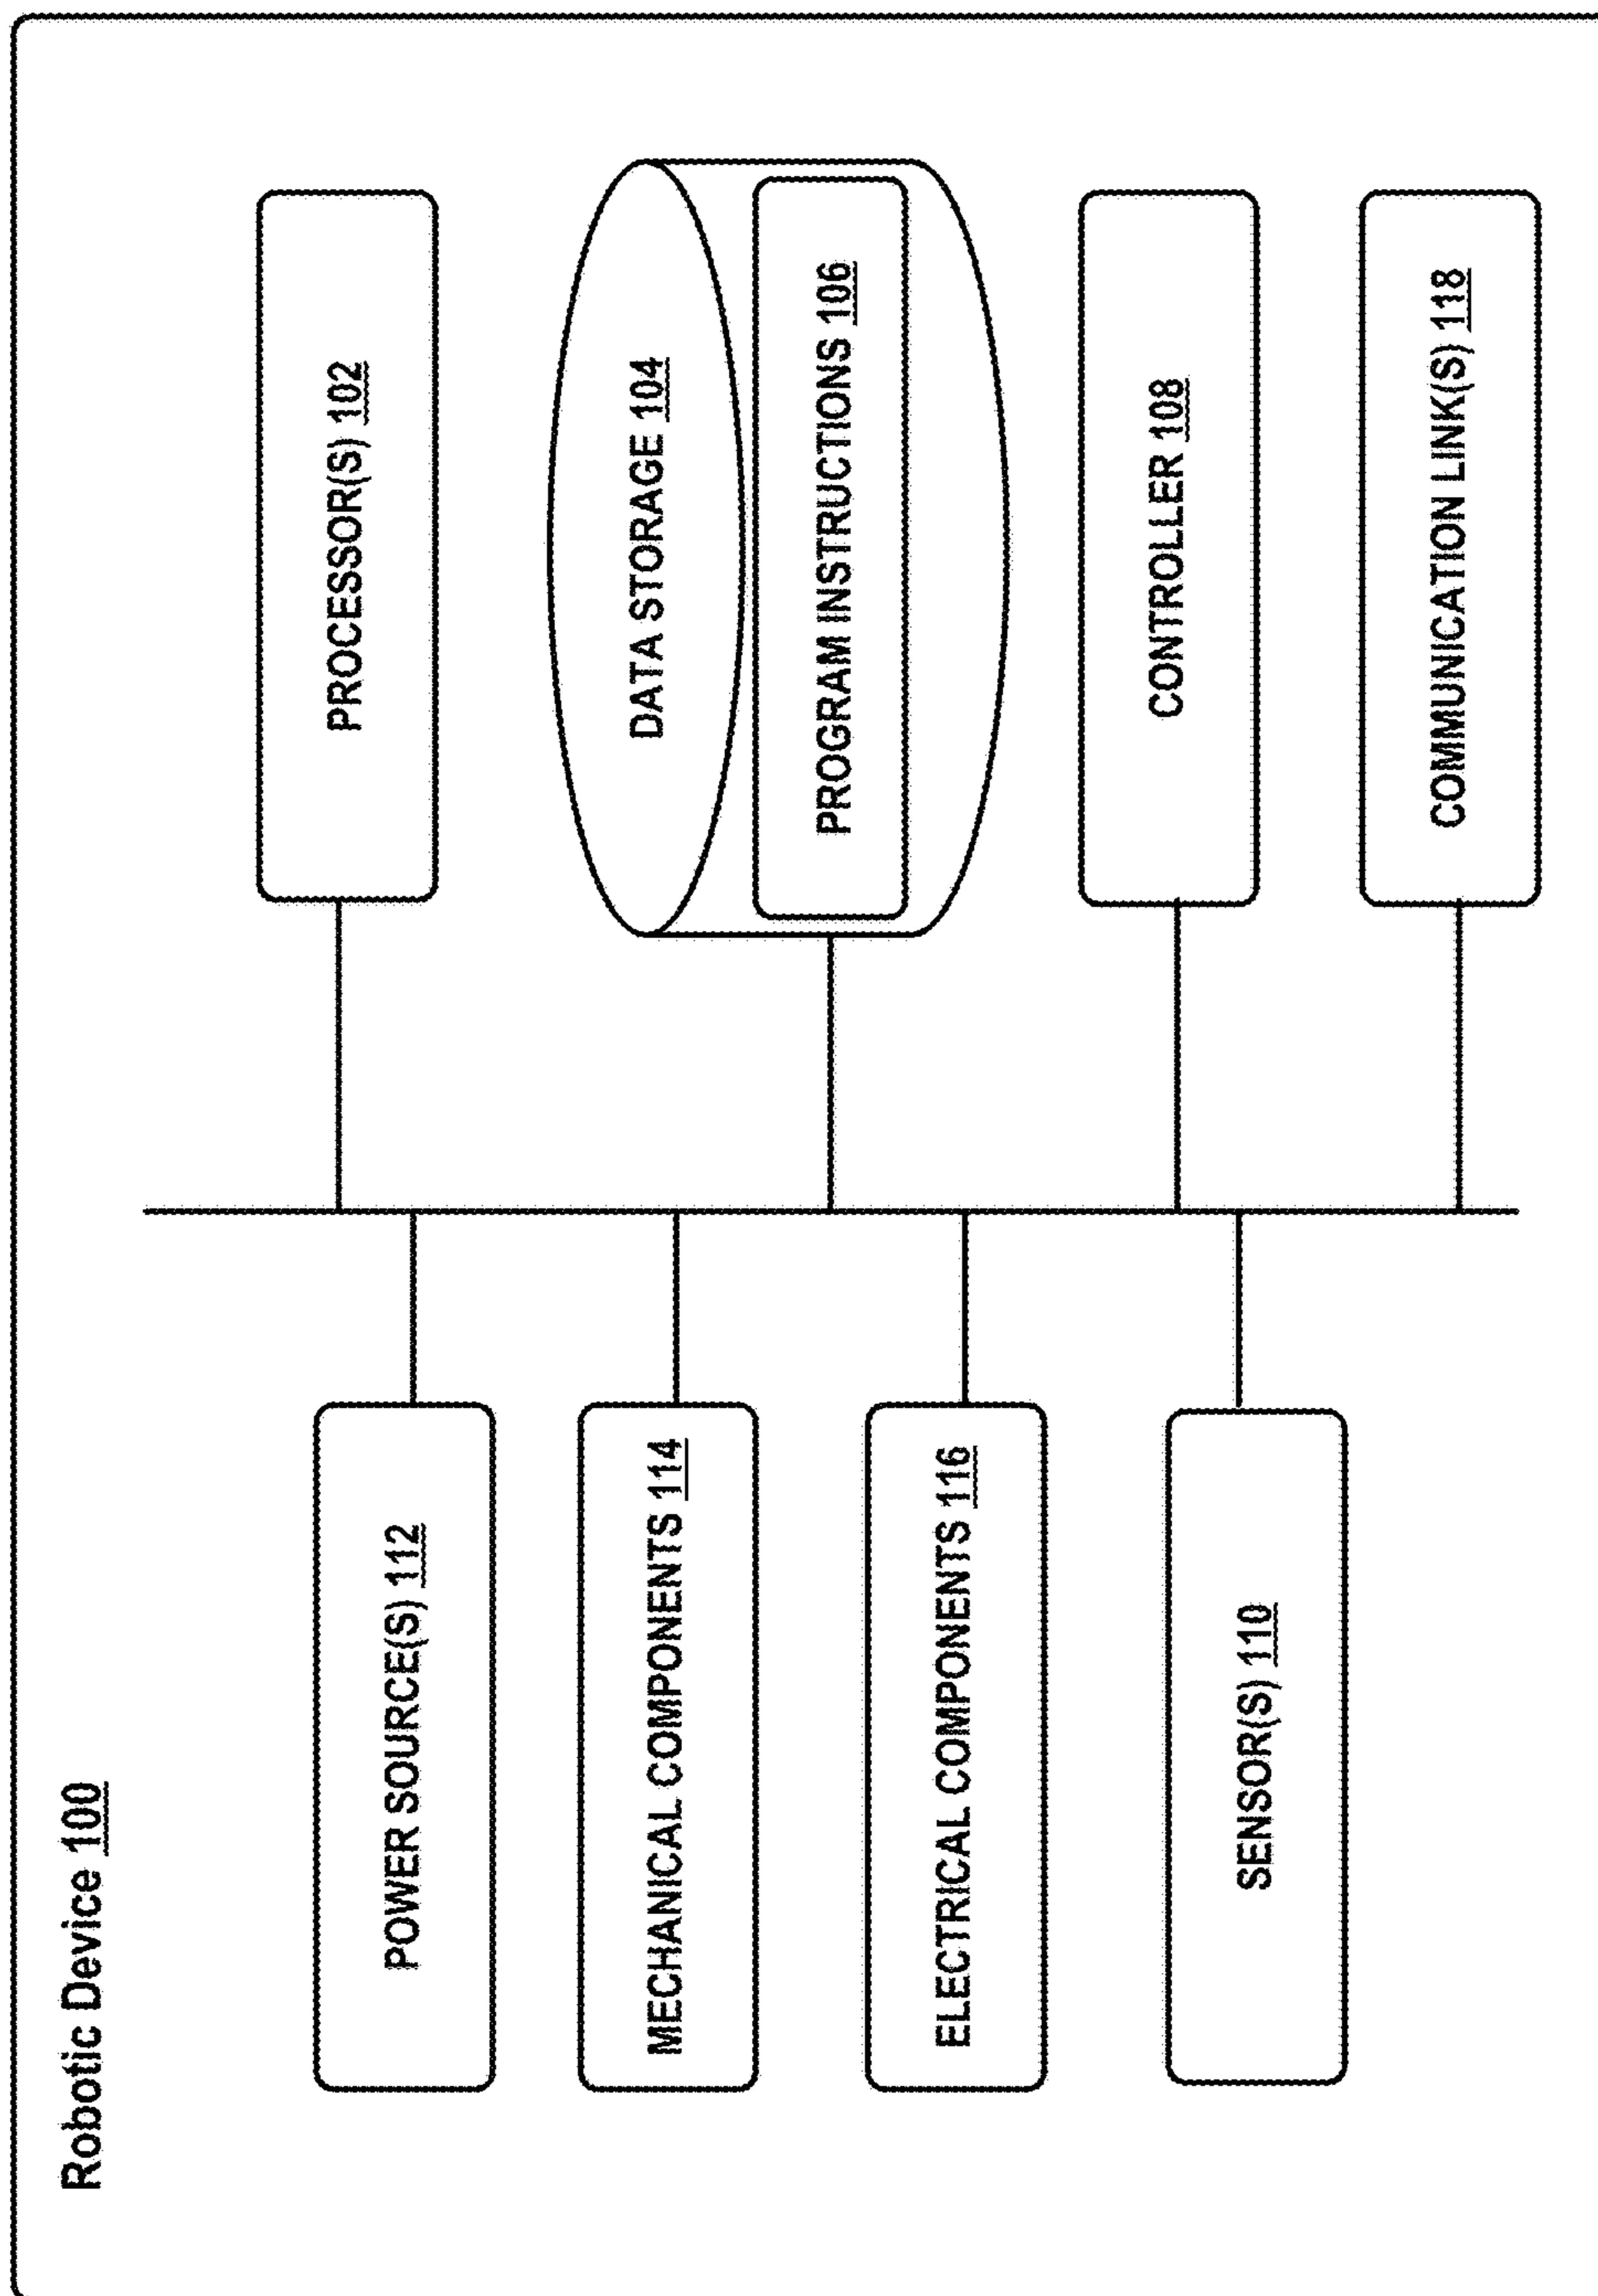 Robotic Device 100
POWER SOURCE(S) 112
MECHANICAL COMPONENTS 114
ELECTRICAL COMPONENTS 116
SENSOR(S) 110
PROCESSOR(S) 102
DATA STORAGE 104
PROGRAM INSTRUCTIONS 106
CONTROLLER 108
COMMUNICATION LINK(S) 118